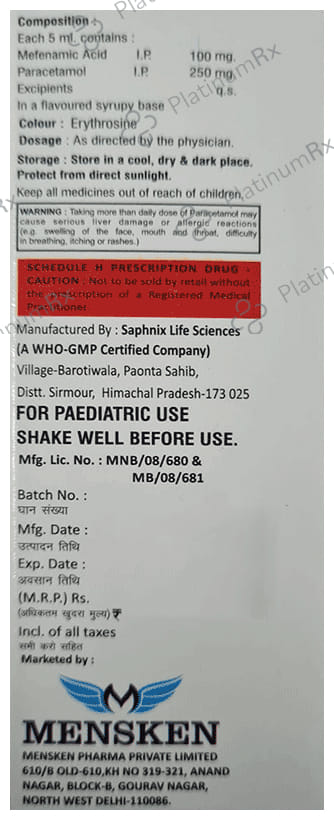 Composition :
Each 5 ml. contains :
Mefenamic Acid I.P. 100 mg.
Paracetamol I.P. 250 mg.
Excipients q.s.
In a flavoured syrupy base
Colour : Erythrosine
Dosage : As directed by the physician.
Storage : Store in a cool, dry & dark place.
Protect from direct sunlight.
Keep all medicines out of reach of children.
WARNING : Taking more than daily dose of Paracetamol may
cause serious liver damage or allergic reactions
(e.g. swelling of the face, mouth and throat, difficulty
in breathing, itching or rashes.)
SCHEDULE H PRESCRIPTION DRUG -
CAUTION : Not to be sold by retail without
the prescription of a Registered Medical
Practitioner.
Manufactured By : Saphnix Life Sciences
(A WHO-GMP Certified Company)
Village-Barotiwala, Paonta Sahib,
Distt. Sirmour, Himachal Pradesh-173 025
FOR PAEDIATRIC USE
SHAKE WELL BEFORE USE.
Mfg. Lic. No. : MNB/08/680 &
MB/08/681
Batch No. :
घान संख्या
Mfg. Date :
उत्पादन तिथि
Exp. Date :
अवसान तिथि
(M.R.P.) Rs.
(अधिकतम खुदरा मुल्य) ₹
Incl. of all taxes
सभी करो सहित
Marketed by :
MENSKEN
MENSKEN PHARMA PRIVATE LIMITED
610/B OLD-610,KH NO 319-321, ANAND
NAGAR, BLOCK-B, GOURAV NAGAR,
NORTH WEST DELHI-110086.
PlatinumRx
PlatinumRx
PlatinumRx